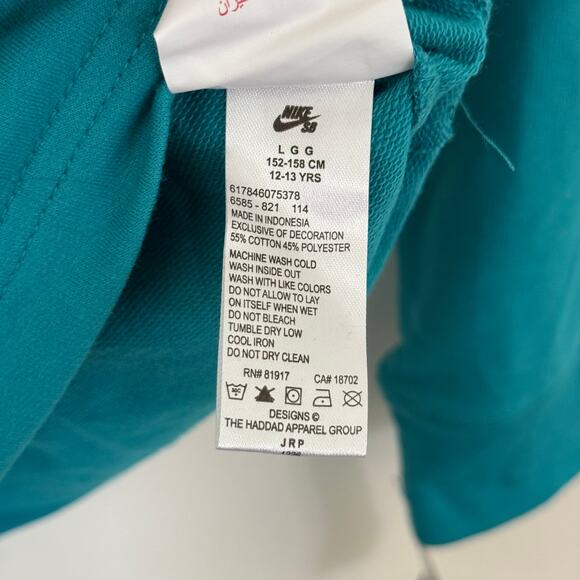 نيران
NIKE
SB
L G G
152-158 CM
12-13 YRS
617846075378
6585 - 821 114
MADE IN INDONESIA
EXCLUSIVE OF DECORATION
55% COTTON 45% POLYESTER
MACHINE WASH COLD
WASH INSIDE OUT
WASH WITH LIKE COLORS
DO NOT ALLOW TO LAY
ON ITSELF WHEN WET
DO NOT BLEACH
TUMBLE DRY LOW
COOL IRON
DO NOT DRY CLEAN
RN# 81917 CA# 18702
DESIGNS ©
THE HADDAD APPAREL GROUP
JRP